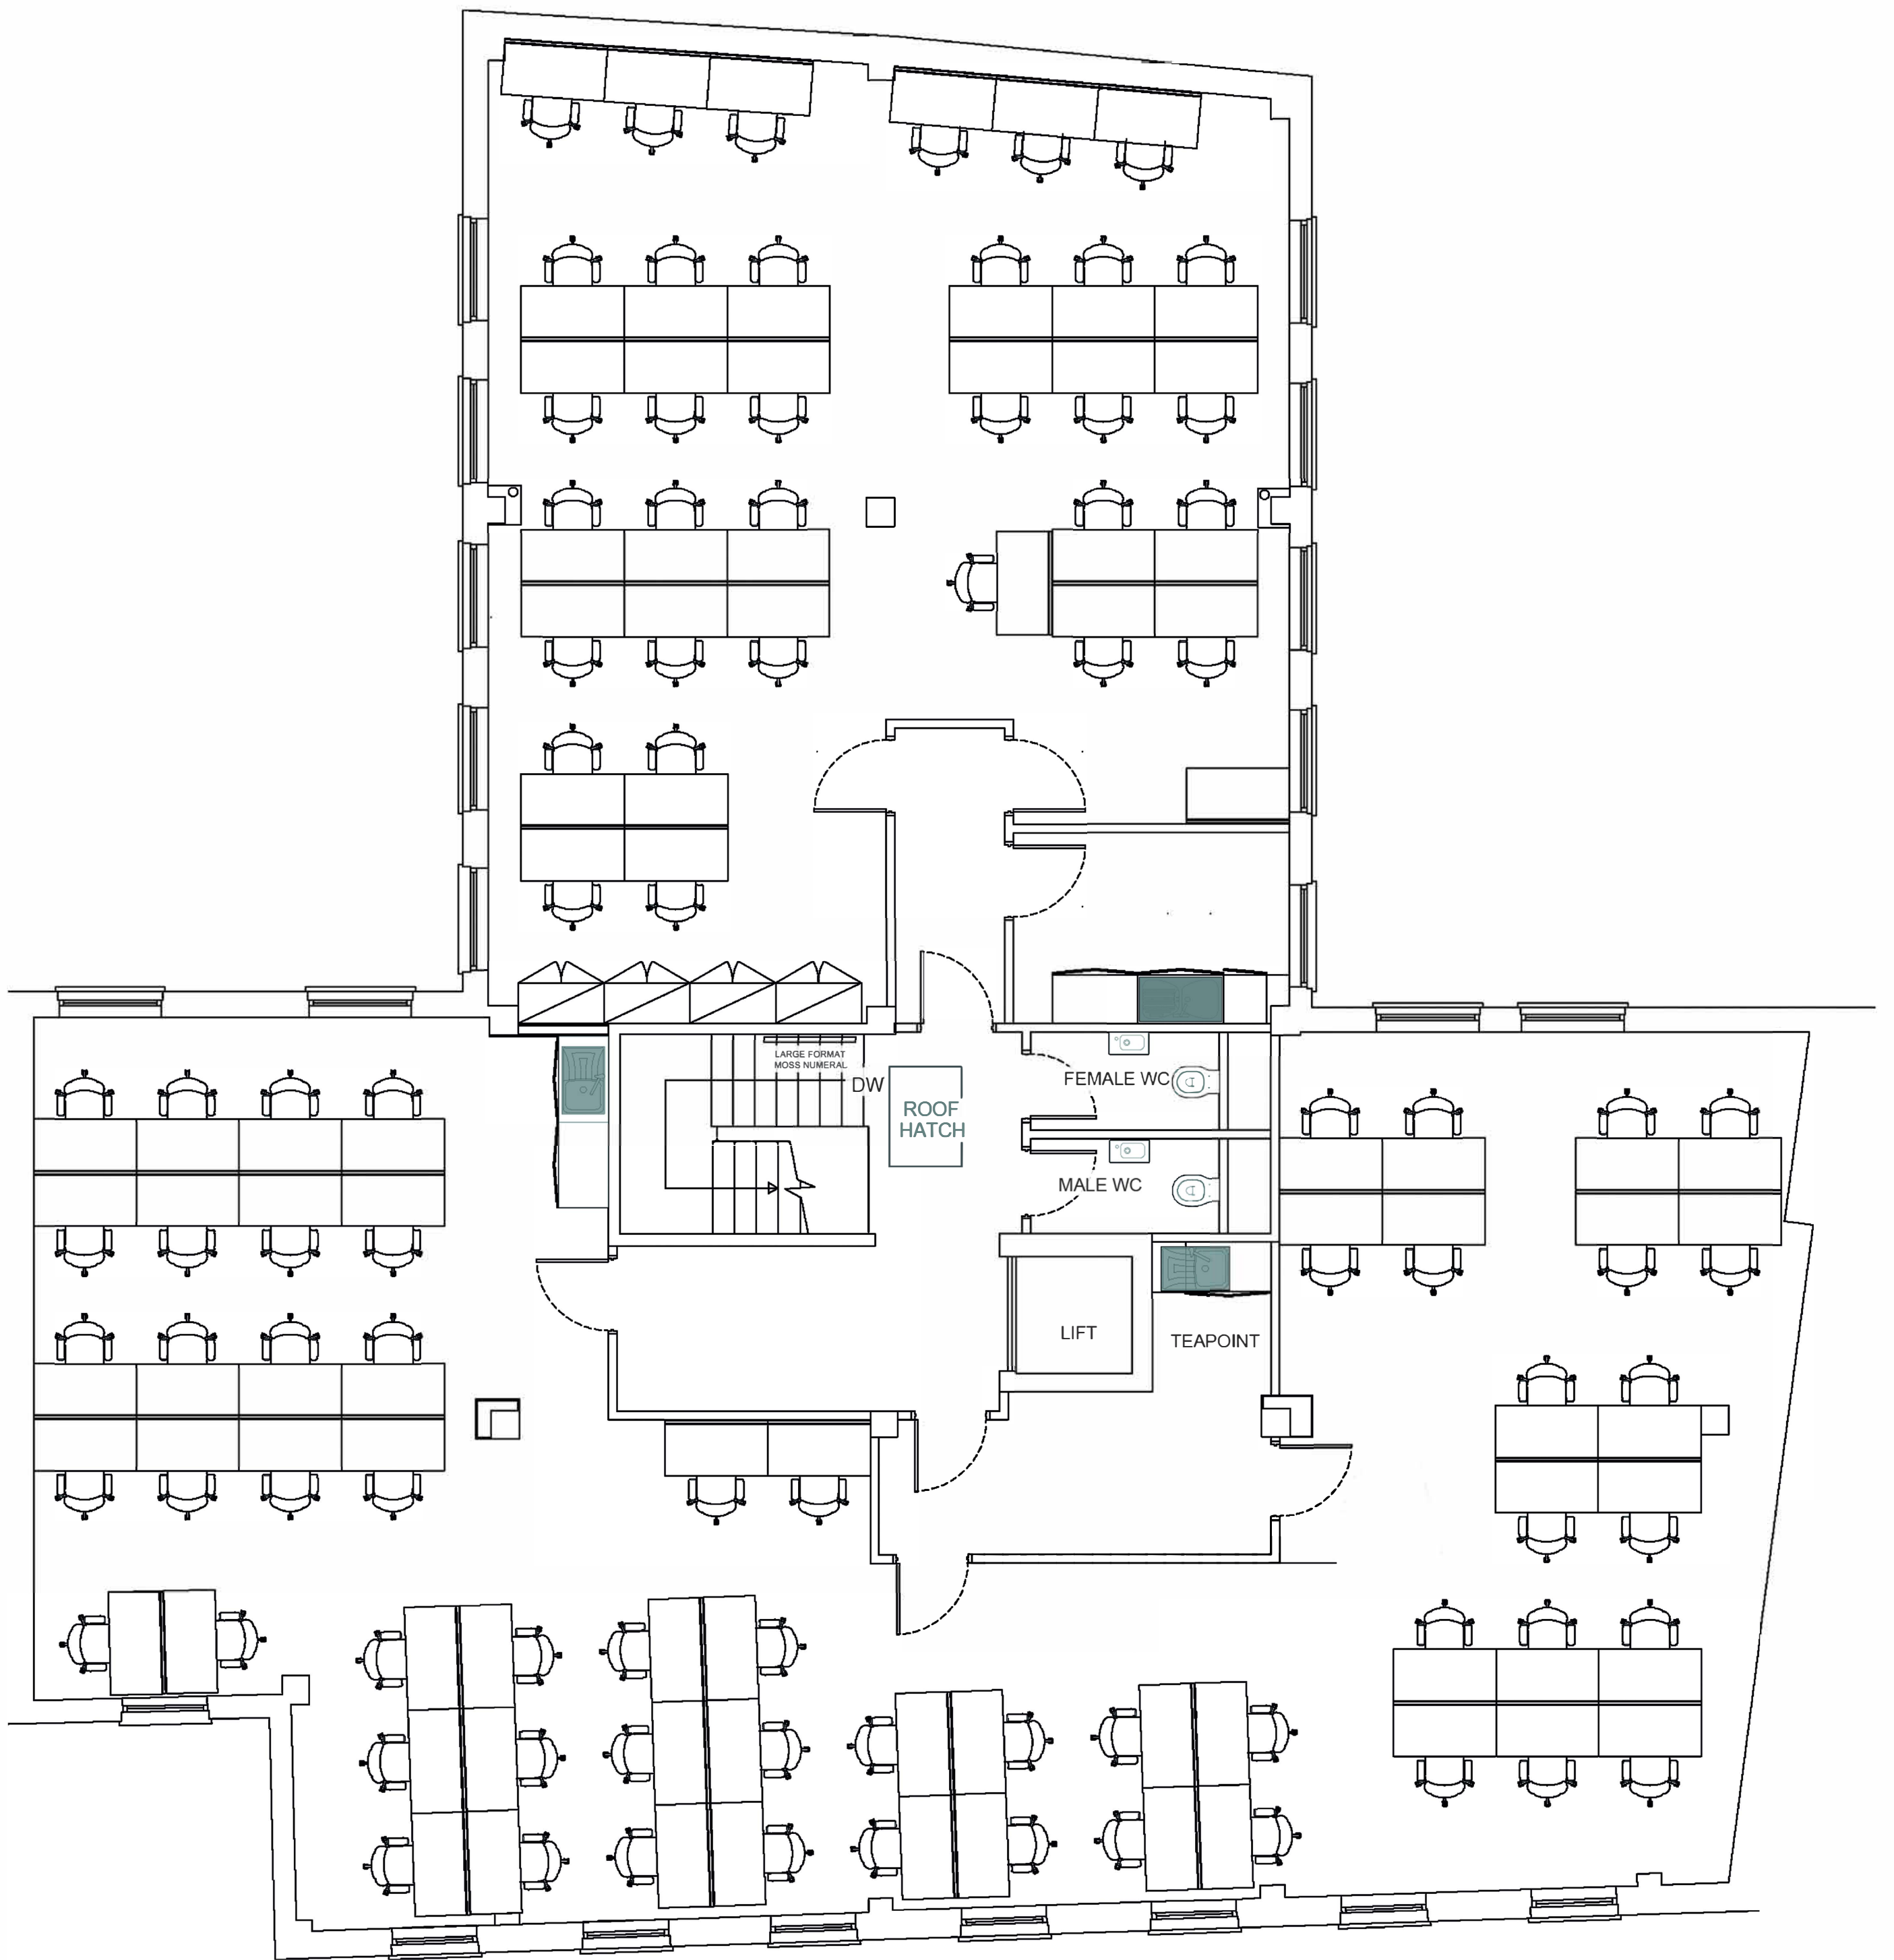 LARGE FORMAT
MOSS NUMERAL
DW
ROOF
HATCH
FEMALE WC
MALE WC
LIFT
TEAPOINT